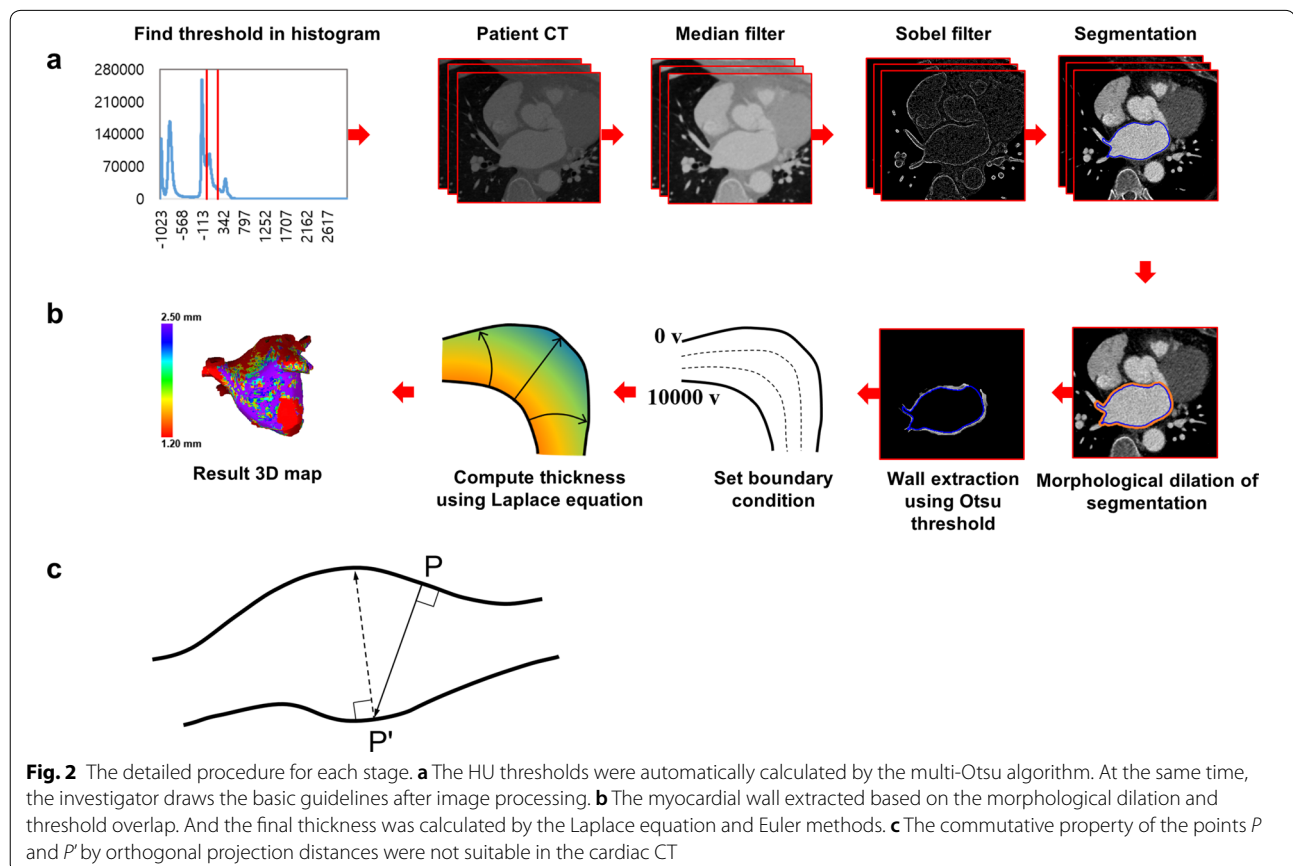 Find threshold in histogram
Patient CT
Median filter
Sobel filter
Segmentation
a
280000
210000
140000
70000
0
-1023
-568
-113
342
797
1252
1707
2162
2617
b
2.50 mm
1.20 mm
Result 3D map
Compute thickness
using Laplace equation
0 v
10000 v
Set boundary
condition
Wall extraction
using Otsu
threshold
Morphological dilation of
segmentation
c
P
P'
Fig. 2 The detailed procedure for each stage. a The HU thresholds were automatically calculated by the multi-Otsu algorithm. At the same time,
the investigator draws the basic guidelines after image processing. b The myocardial wall extracted based on the morphological dilation and
threshold overlap. And the final thickness was calculated by the Laplace equation and Euler methods. c The commutative property of the points P
and P' by orthogonal projection distances were not suitable in the cardiac CT